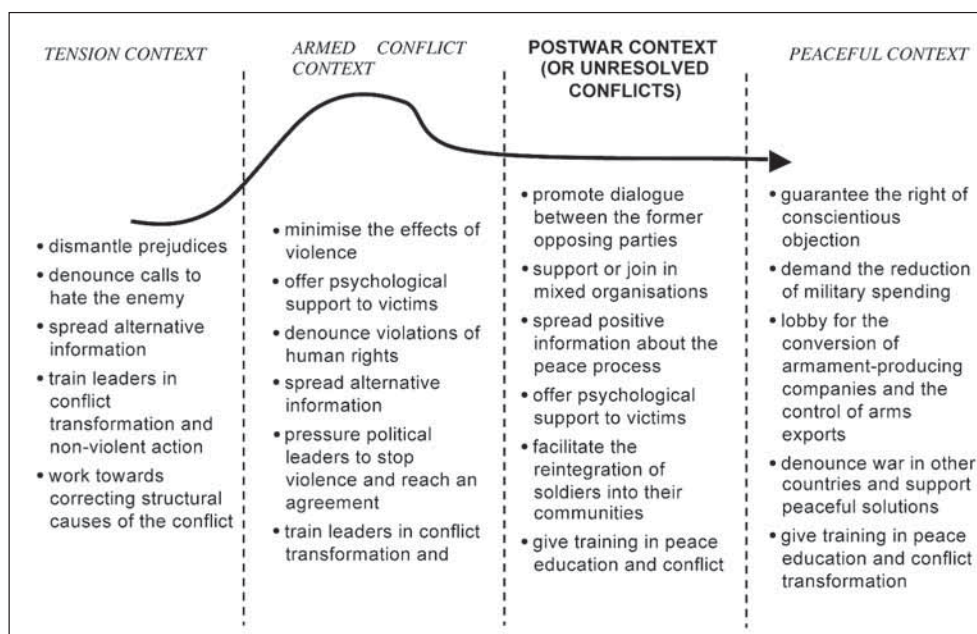 TENSION CONTEXT
• dismantle prejudices
• denounce calls to
hate the enemy
• spread alternative
information
• train leaders in
conflict
transformation and
non-violent action
• work towards
correcting structural
causes of the conflict
ARMED CONFLICT
CONTEXT
• minimise the effects of
violence
• offer psychological
support to victims
• denounce violations of
human rights
• spread alternative
information
• pressure political
leaders to stop
violence and reach an
agreement
• train leaders in conflict
transformation and
POSTWAR CONTEXT
(OR UNRESOLVED
CONFLICTS)
• promote dialogue
between the former
opposing parties
• support or join in
mixed organisations
• spread positive
information about the
peace process
• offer psychological
support to victims
• facilitate the
reintegration of
soldiers into their
communities
• give training in peace
education and conflict
PEACEFUL CONTEXT
• guarantee the right of
conscientious
objection
• demand the reduction
of military spending
• lobby for the
conversion of
armament-producing
companies and the
control of arms
exports
• denounce war in other
countries and support
peaceful solutions
• give training in peace
education and conflict
transformation